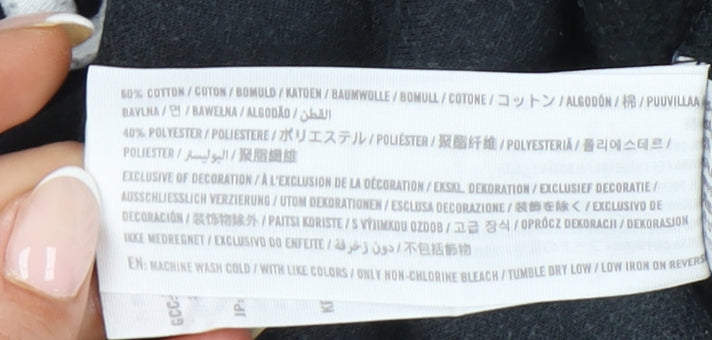 60% COTTON / COTON / BOMULD / KATOEN / BAUMWOLLE / BOMULL / COTONE / コットン / ALGODÓN / 棉 / PUUVILLAA
BAVLNA / 면 / BAWEŁNA / ALGODÃO / القطن
40% POLYESTER / POLIESTERE / ポリエステル / POLIÉSTER / 聚酯纤维 / POLYESTERIÄ / 폴리에스테르 /
POLIESTER / البوليستر / 聚脂纖維
EXCLUSIVE OF DECORATION / À L'EXCLUSION DE LA DÉCORATION / EKSKL. DEKORATION / EXCLUSIEF DECORATIE /
AUSSCHLIESSLICH VERZIERUNG / UTOM DEKORATIONEN / ESCLUSA DECORAZIONE / 装飾を除く / EXCLUSIVO DE
DECORACIÓN / 装饰物除外 / PAITSI KORISTE / S VÝJIMKOU OZDOB / 고급 장식 / OPRÓCZ DEKORACJI / DEKORASJON
IKKE MEDREGNET / EXCLUSIVO DO ENFEITE / دون زخرفة / 不包括飾物
EN: MACHINE WASH COLD / WITH LIKE COLORS / ONLY NON-CHLORINE BLEACH / TUMBLE DRY LOW / LOW IRON ON REVERS
GCC:
JP: